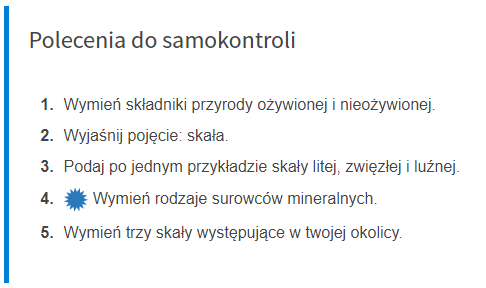 Polecenia do samokontroli
1. Wymień składniki przyrody ożywionej i nieożywionej.
2. Wyjaśnij pojęcie: skała.
3. Podaj po jednym przykładzie skały litej, zwięzłej i luźnej.
4. Wymień rodzaje surowców mineralnych.
5. Wymień trzy skały występujące w twojej okolicy.